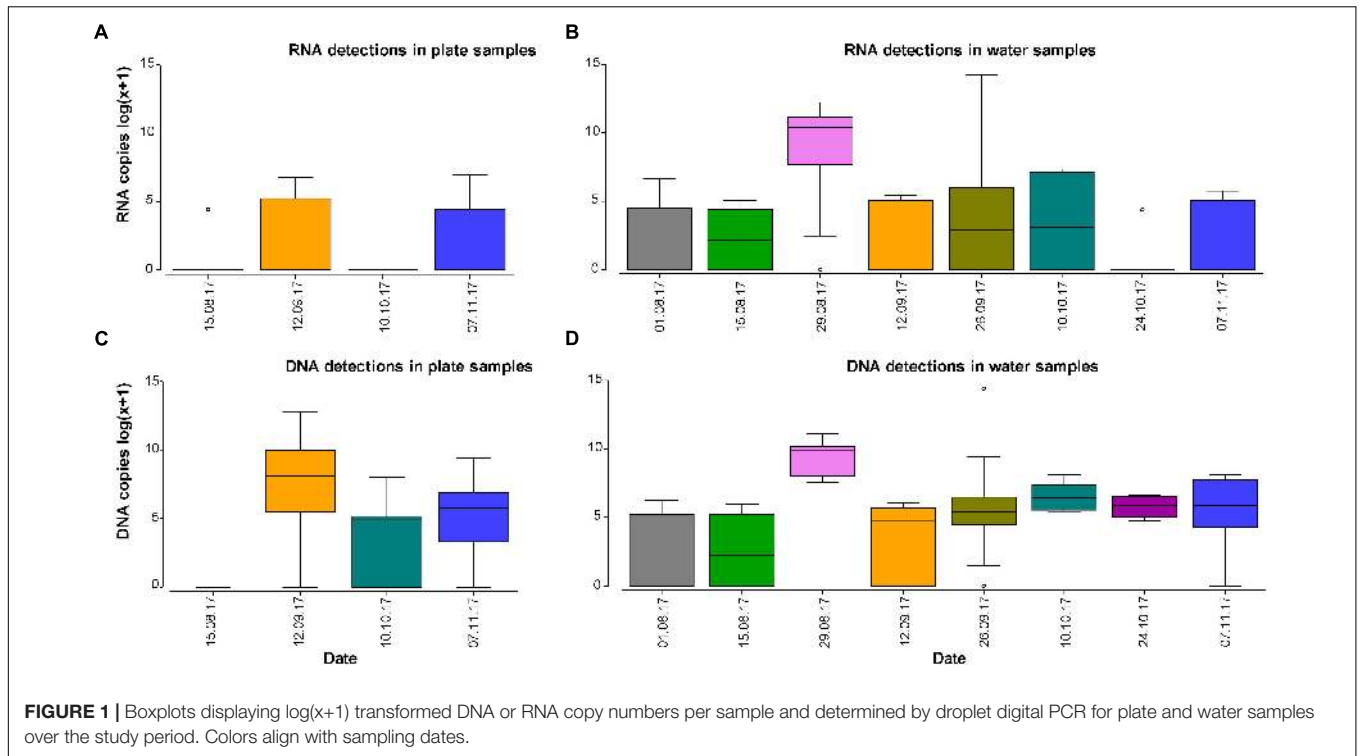 A
RNA detections in plate samples
RNA copies log(x+1)
15
10
5
0
15.08.17
12.09.17
10.10.17
07.11.17
B
RNA detections in water samples
15
10
5
0
01.08.17
15.08.17
29.08.17
12.09.17
26.09.17
10.10.17
24.10.17
07.11.17
C
DNA detections in plate samples
DNA copies log(x+1)
15
10
5
0
15.08.17
12.09.17
10.10.17
07.11.17
Date
D
DNA detections in water samples
15
10
5
0
01.08.17
15.08.17
29.08.17
12.09.17
26.09.17
10.10.17
24.10.17
07.11.17
Date
FIGURE 1 | Boxplots displaying log(x+1) transformed DNA or RNA copy numbers per sample and determined by droplet digital PCR for plate and water samples
over the study period. Colors align with sampling dates.